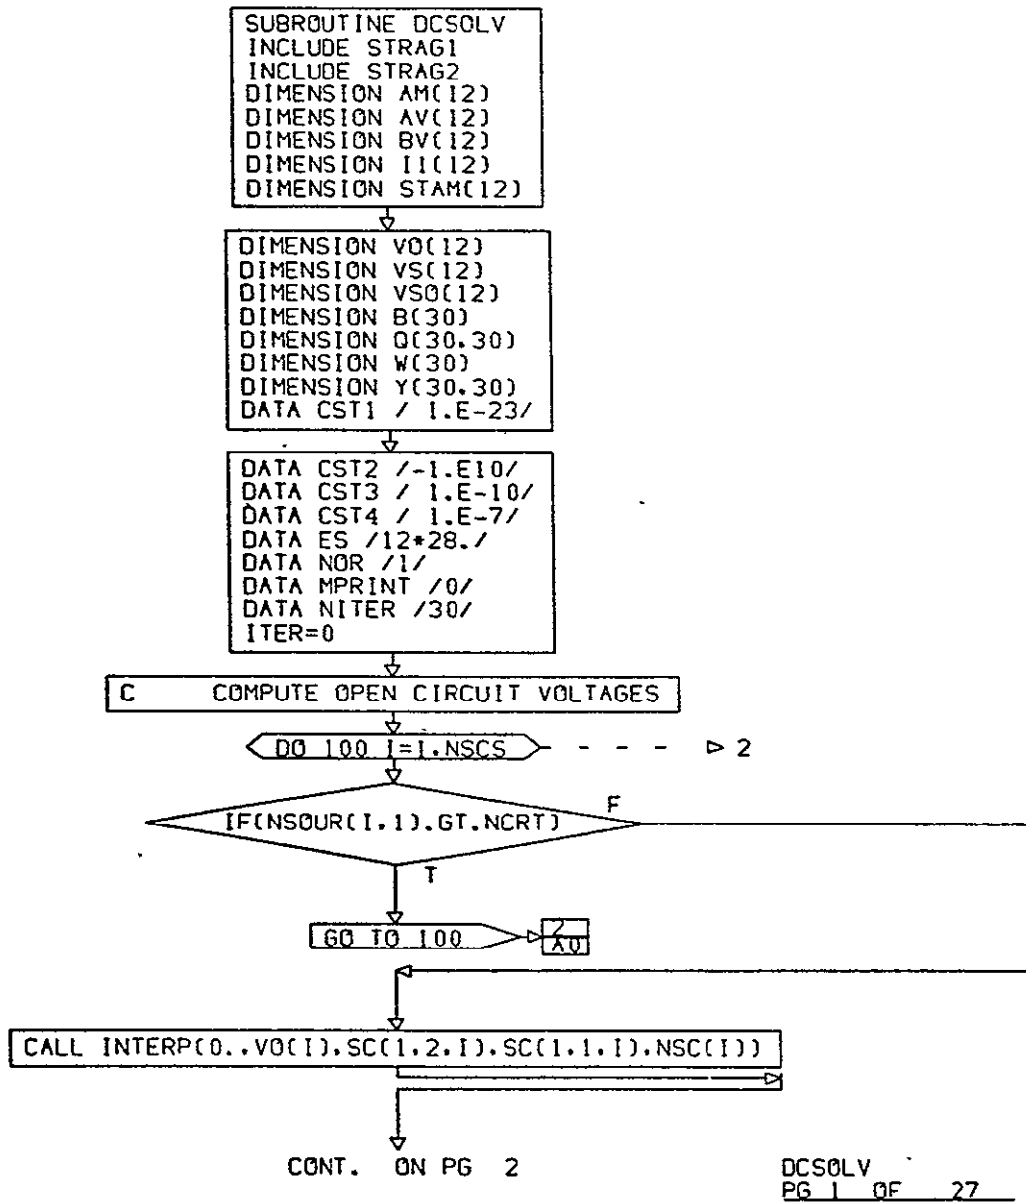 SUBROUTINE DCSOLV
INCLUDE STRAG1
INCLUDE STRAG2
DIMENSION AM(12)
DIMENSION AV(12)
DIMENSION BV(12)
DIMENSION I1(12)
DIMENSION STAM(12)
DIMENSION VO(12)
DIMENSION VS(12)
DIMENSION VSO(12)
DIMENSION B(30)
DIMENSION Q(30.30)
DIMENSION W(30)
DIMENSION Y(30.30)
DATA CST1 / 1.E-23/
DATA CST2 /-1.E10/
DATA CST3 / 1.E-10/
DATA CST4 / 1.E-7/
DATA ES /12*28./
DATA NOR /1/
DATA MPRINT /0/
DATA NITER /30/
ITER=0
C COMPUTE OPEN CIRCUIT VOLTAGES
DO 100 I=1.NSCS
2
IF(NSOUR(I.1).GT.NCRT)
F
T
GO TO 100
2
A0
CALL INTERP(0..VO(I).SC(1.2.I).SC(1.1.I).NSC(I))
CONT. ON PG 2
DCSOLV
PG 1 OF 27